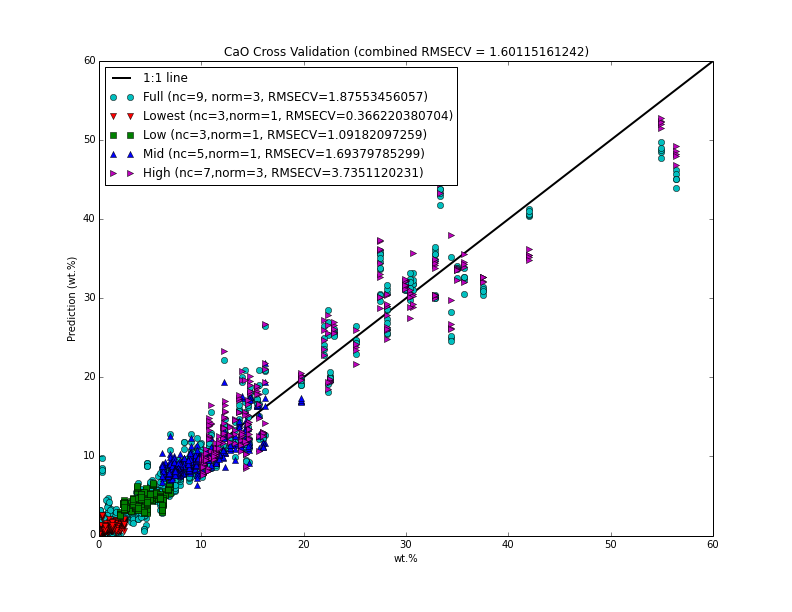 CaO Cross Validation (combined RMSECV = 1.60115161242)
1:1 line
Full (nc=9, norm=3, RMSECV=1.87553456057)
Lowest (nc=3,norm=1, RMSECV=0.366220380704)
Low (nc=3,norm=1, RMSECV=1.09182097259)
Mid (nc=5,norm=1, RMSECV=1.69379785299)
High (nc=7,norm=3, RMSECV=3.7351120231)
60
50
40
30
20
10
0
Prediction (wt.%)
0 10 20 30 40 50 60
wt.%